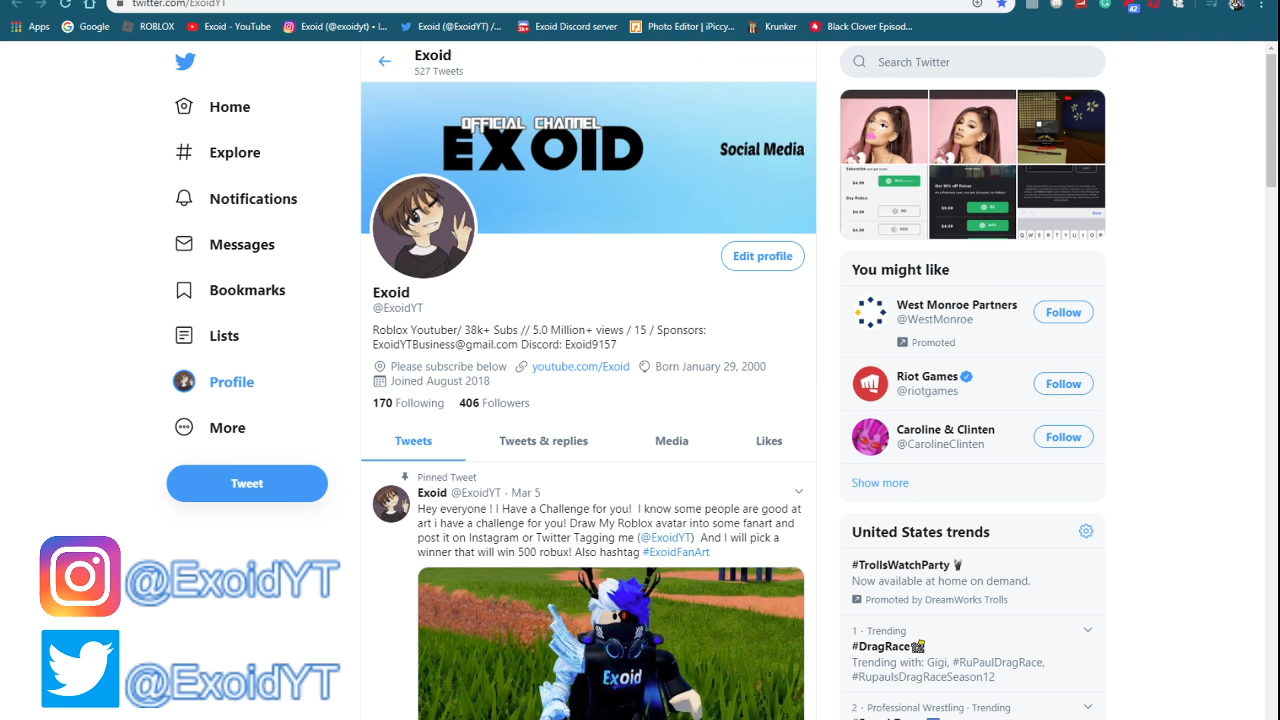 twitter.com/ExoidYT
Apps
Google
ROBLOX
Exoid - YouTube
Exoid (@exoidyt) • I...
Exoid (@ExoidYT) /...
Exoid Discord server
Photo Editor | iPiccy...
Krunker
Black Clover Episod...
Exoid
527 Tweets
Search Twitter
Home
Explore
Notifications
Messages
Bookmarks
Lists
Profile
More
Tweet
OFFICIAL CHANNEL
EXOID
Social Media
Edit profile
Exoid
@ExoidYT
Roblox Youtuber/ 38k+ Subs // 5.0 Million+ views / 15 / Sponsors:
ExoidYTBusiness@gmail.com Discord: Exoid9157
Please subscribe below youtube.com/Exoid Born January 29, 2000
Joined August 2018
170 Following 406 Followers
Tweets
Tweets & replies
Media
Likes
Pinned Tweet
Exoid @ExoidYT · Mar 5
Hey everyone ! I Have a Challenge for you! I know some people are good at
art i have a challenge for you! Draw My Roblox avatar into some fanart and
post it on Instagram or Twitter Tagging me (@ExoidYT) And I will pick a
winner that will win 500 robux! Also hashtag #ExoidFanArt
Exoid
You might like
West Monroe Partners
@WestMonroe
Promoted
Follow
Riot Games
@riotgames
Follow
Caroline & Clinten
@CarolineClinten
Follow
Show more
United States trends
#TrollsWatchParty
Now available at home on demand.
Promoted by DreamWorks Trolls
1 · Trending
#DragRace
Trending with: Gigi, #RuPaulDragRace,
#RupaulsDragRaceSeason12
2 · Professional Wrestling · Trending
@ExoidYT
@ExoidYT